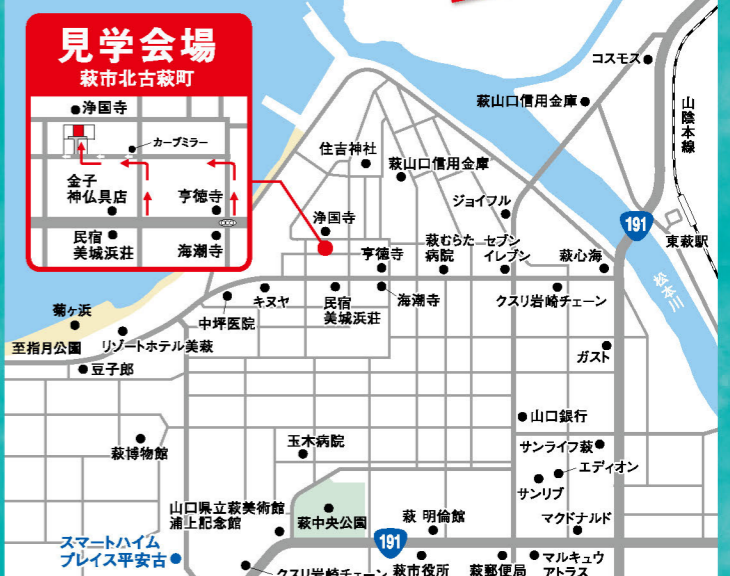 見学会場
萩市北古萩町
浄国寺
カーブミラー
金子
神仏具店
亨徳寺
民宿
美城浜荘
海潮寺
コスモス
萩山口信用金庫
山陰本線
住吉神社
萩山口信用金庫
ジョイフル
浄国寺
191
東萩駅
亨徳寺
萩むらた
病院
セブン
イレブン
萩心海
松本川
菊ヶ浜
中坪医院
キヌヤ
民宿
美城浜荘
海潮寺
クスリ岩崎チェーン
至指月公園
リゾートホテル美萩
豆子郎
ガスト
山口銀行
萩博物館
玉木病院
サンライフ萩
エディオン
サンリブ
山口県立萩美術館
浦上記念館
萩中央公園
萩 明倫館
マクドナルド
スマートハイム
プレイス平安古
191
クスリ岩崎チェーン
萩市役所
萩郵便局
マルキュウ
アトラス